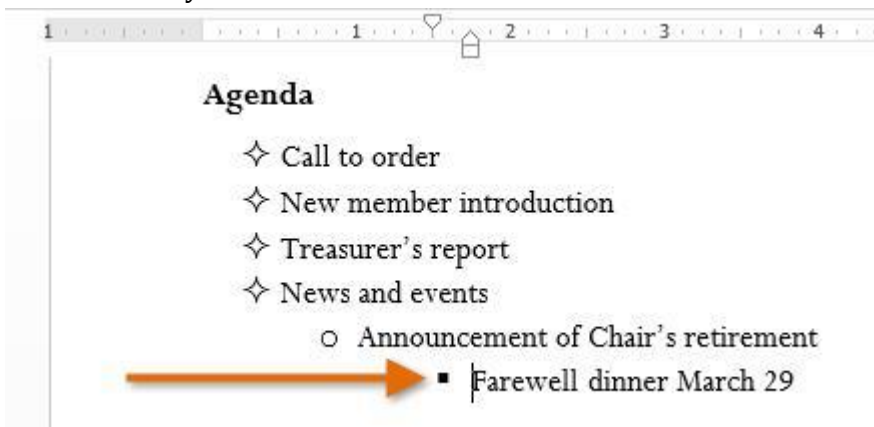 1 1 2 3 4
Agenda
✧ Call to order
✧ New member introduction
✧ Treasurer’s report
✧ News and events
o Announcement of Chair’s retirement
▪ Farewell dinner March 29